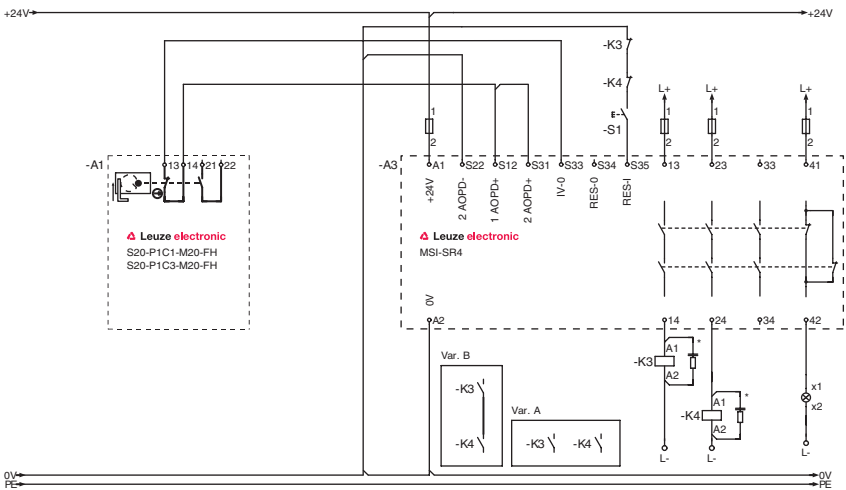 +24V +24V
-K3
-K4
-S1
L+ L+ L+
1 1 1 1
2 2 2 2
-A1 13 14 21 22
-A3 A1 S22 S12 S31 S33 S34 S35 13 23 33 41
+24V 2 AOPD- 1 AOPD+ 2 AOPD+ IV-0 RES-0 RES-I
Leuze electronic
S20-P1C1-M20-FH
S20-P1C3-M20-FH
Leuze electronic
MSI-SR4
0V
A2 14 24 34 42
Var. B
-K3
-K4
Var. A
-K3 -K4
-K3 A1 *
A2
-K4 A1 *
A2
x1
x2
L- L- L-
0V 0V
PE PE